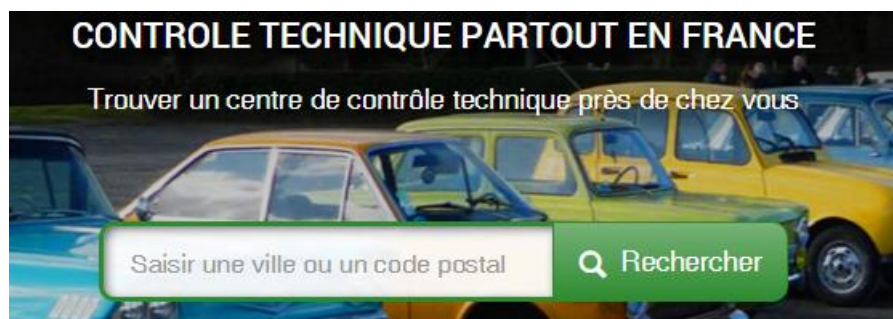 CONTROLE TECHNIQUE PARTOUT EN FRANCE
Trouver un centre de contrôle technique près de chez vous
Saisir une ville ou un code postal
Rechercher